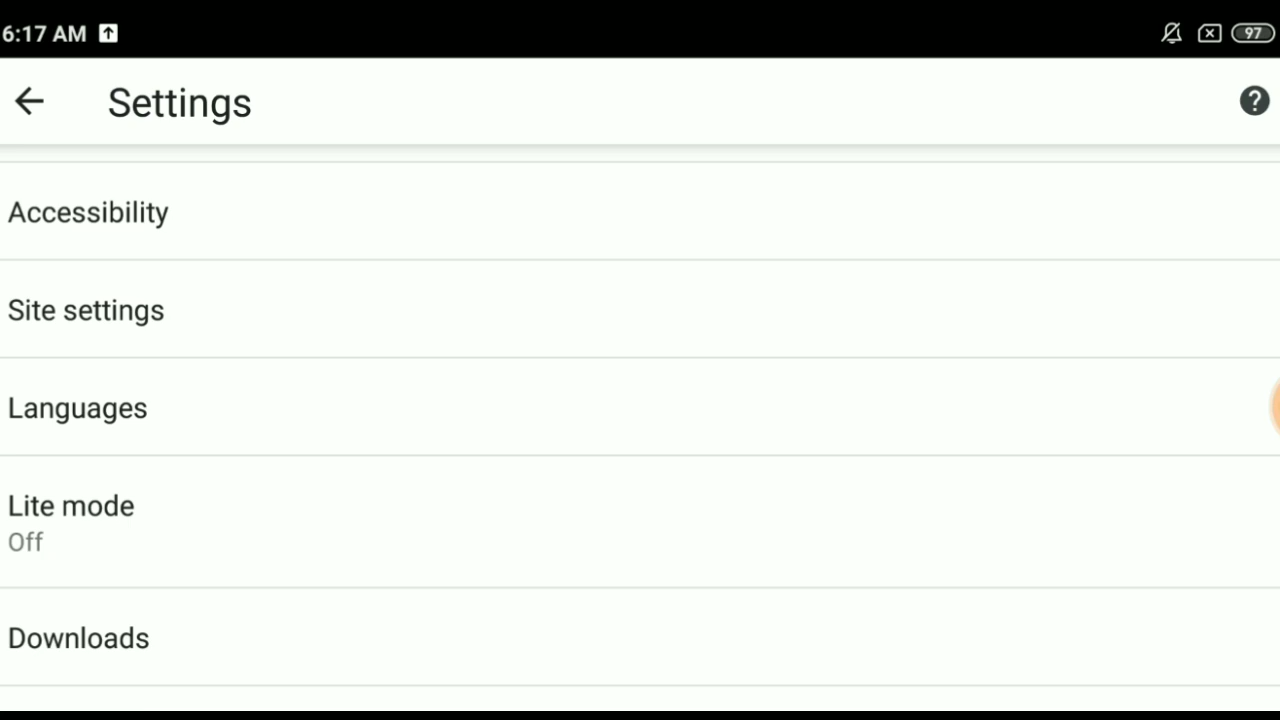 6:17 AM
97
Settings
Accessibility
Site settings
Languages
Lite mode
Off
Downloads